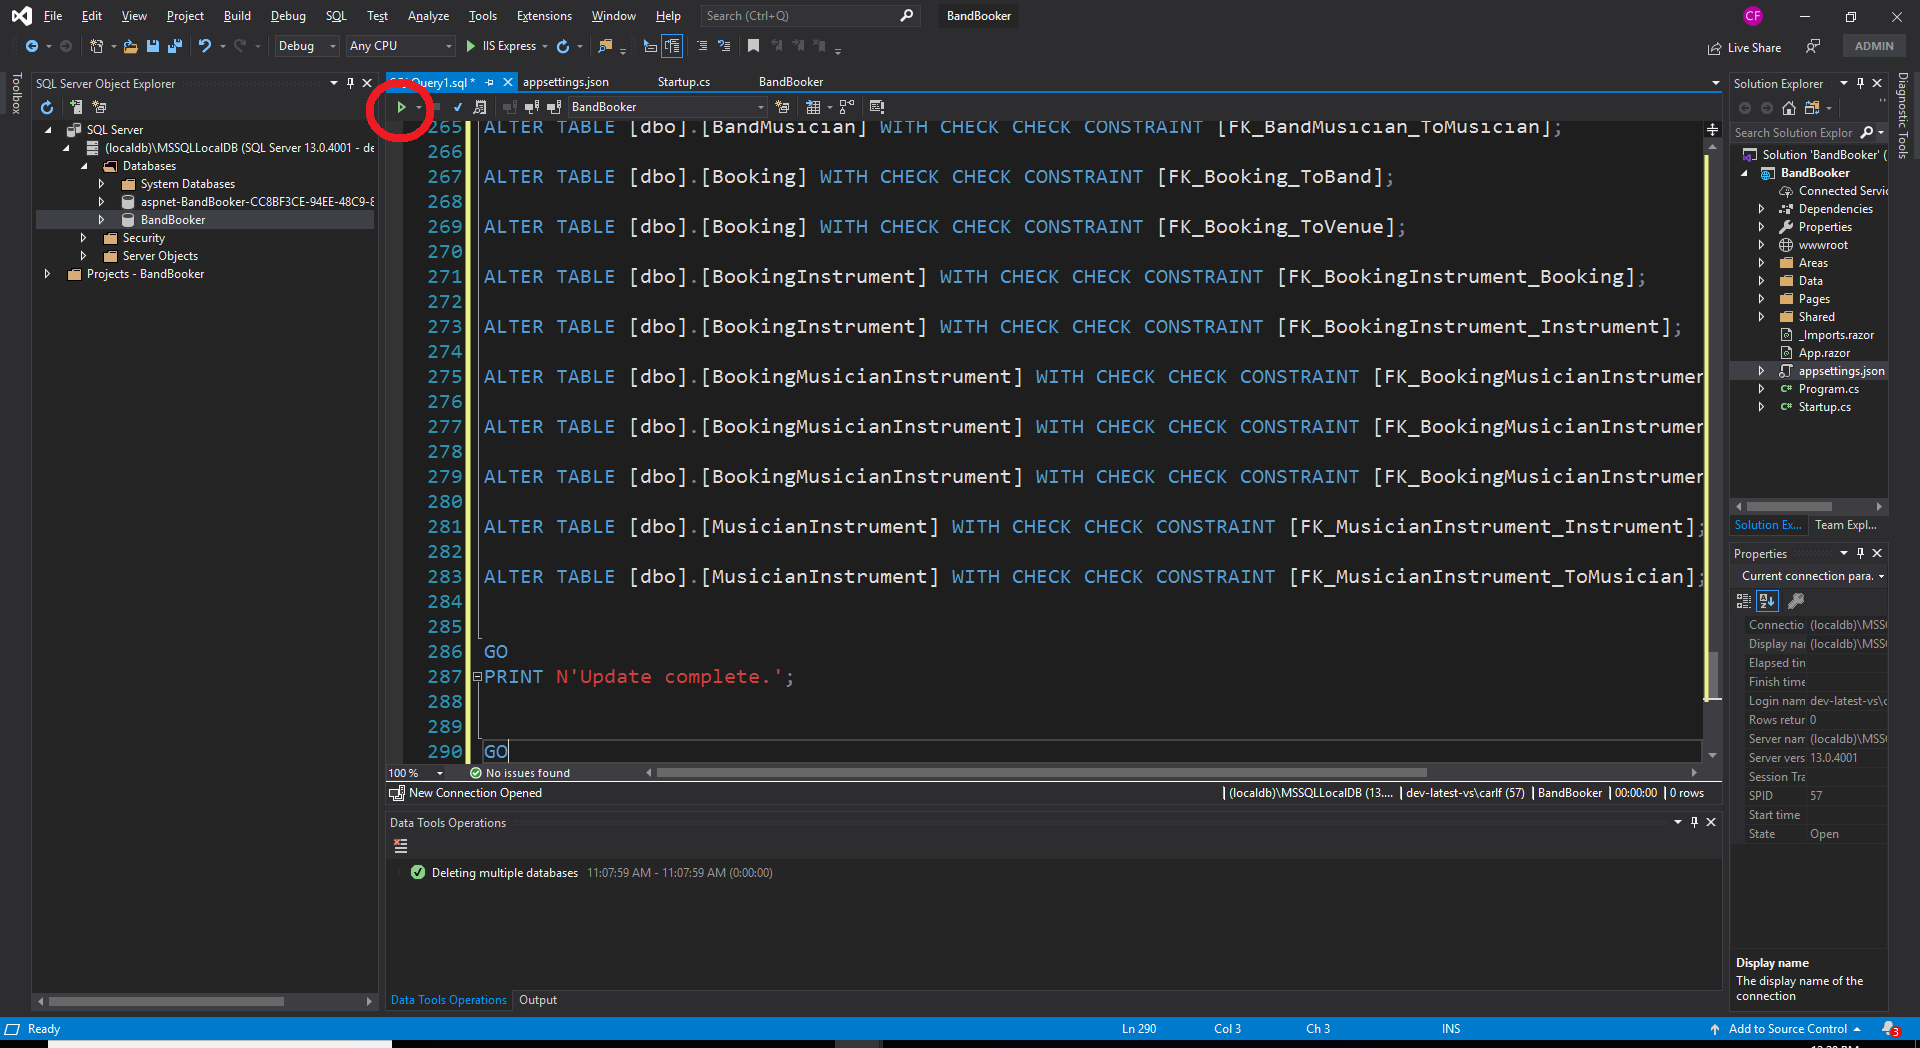 File Edit View Project Build Debug SQL Test Analyze Tools Extensions Window Help Search (Ctrl+Q) BandBooker CF
Debug Any CPU IIS Express Live Share ADMIN
Toolbox
SQL Server Object Explorer
SQL Server
(localdb)\MSSQLLocalDB (SQL Server 13.0.4001 - de
Databases
System Databases
aspnet-BandBooker-CC8BF3CE-94EE-48C9-8
BandBooker
Security
Server Objects
Projects - BandBooker
Query1.sql * appsettings.json Startup.cs BandBooker
BandBooker
265 ALTER TABLE [dbo].[BandMusician] WITH CHECK CHECK CONSTRAINT [FK_BandMusician_ToMusician];
266
267 ALTER TABLE [dbo].[Booking] WITH CHECK CHECK CONSTRAINT [FK_Booking_ToBand];
268
269 ALTER TABLE [dbo].[Booking] WITH CHECK CHECK CONSTRAINT [FK_Booking_ToVenue];
270
271 ALTER TABLE [dbo].[BookingInstrument] WITH CHECK CHECK CONSTRAINT [FK_BookingInstrument_Booking];
272
273 ALTER TABLE [dbo].[BookingInstrument] WITH CHECK CHECK CONSTRAINT [FK_BookingInstrument_Instrument];
274
275 ALTER TABLE [dbo].[BookingMusicianInstrument] WITH CHECK CHECK CONSTRAINT [FK_BookingMusicianInstrumen
276
277 ALTER TABLE [dbo].[BookingMusicianInstrument] WITH CHECK CHECK CONSTRAINT [FK_BookingMusicianInstrumen
278
279 ALTER TABLE [dbo].[BookingMusicianInstrument] WITH CHECK CHECK CONSTRAINT [FK_BookingMusicianInstrumen
280
281 ALTER TABLE [dbo].[MusicianInstrument] WITH CHECK CHECK CONSTRAINT [FK_MusicianInstrument_Instrument];
282
283 ALTER TABLE [dbo].[MusicianInstrument] WITH CHECK CHECK CONSTRAINT [FK_MusicianInstrument_ToMusician];
284
285
286 GO
287 PRINT N'Update complete.';
288
289
290 GO
100 % No issues found
New Connection Opened (localdb)\MSSQLLocalDB (13.... dev-latest-vs\carlf (57) BandBooker 00:00:00 0 rows
Data Tools Operations
Deleting multiple databases 11:07:59 AM - 11:07:59 AM (0:00:00)
Data Tools Operations Output
Solution Explorer
Search Solution Explor
Solution 'BandBooker' (
BandBooker
Connected Servic
Dependencies
Properties
wwwroot
Areas
Data
Pages
Shared
_Imports.razor
App.razor
appsettings.json
C# Program.cs
C# Startup.cs
Solution Ex... Team Expl...
Properties
Current connection para.
Connectio (localdb)\MSS
Display nai (localdb)\MSS
Elapsed tin
Finish time
Login nam dev-latest-vs\c
Rows retur 0
Server nam (localdb)\MSS
Server vers 13.0.4001
Session Tra
SPID 57
Start time
State Open
Display name
The display name of the
connection
Diagnostic Tools
Ready Ln 290 Col 3 Ch 3 INS Add to Source Control 3